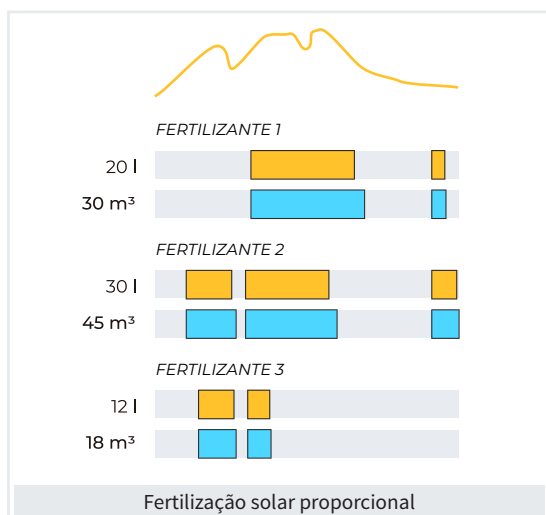 FERTILIZANTE 1
20 l
30 m³
FERTILIZANTE 2
30 l
45 m³
FERTILIZANTE 3
12 l
18 m³
Fertilização solar proporcional